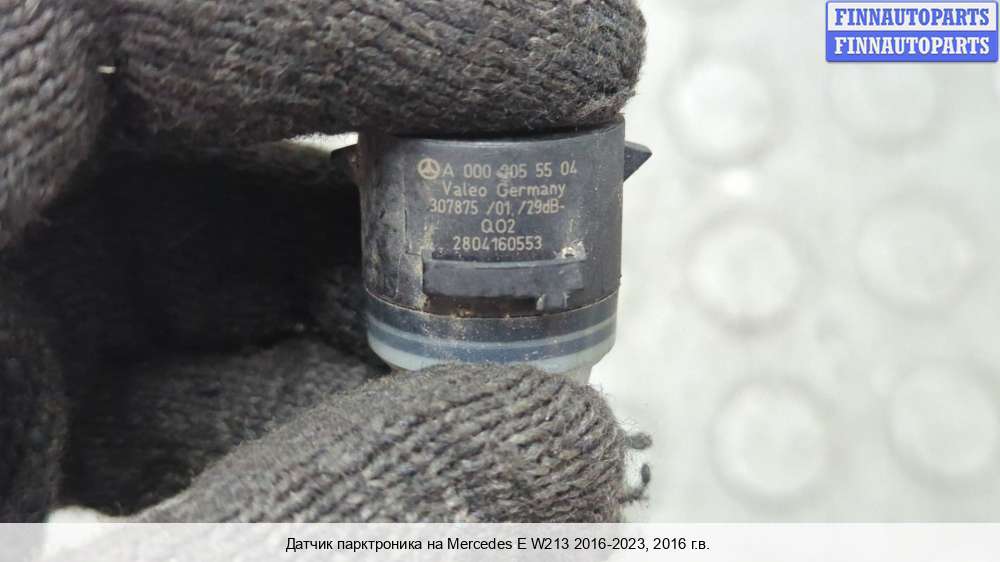 FINNAUTOPARTS
FINNAUTOPARTS
A 000 905 55 04
Valeo Germany
307875 /01 /29dB-
Q02
2804160553
Датчик парктроника на Mercedes E W213 2016-2023, 2016 г.в.